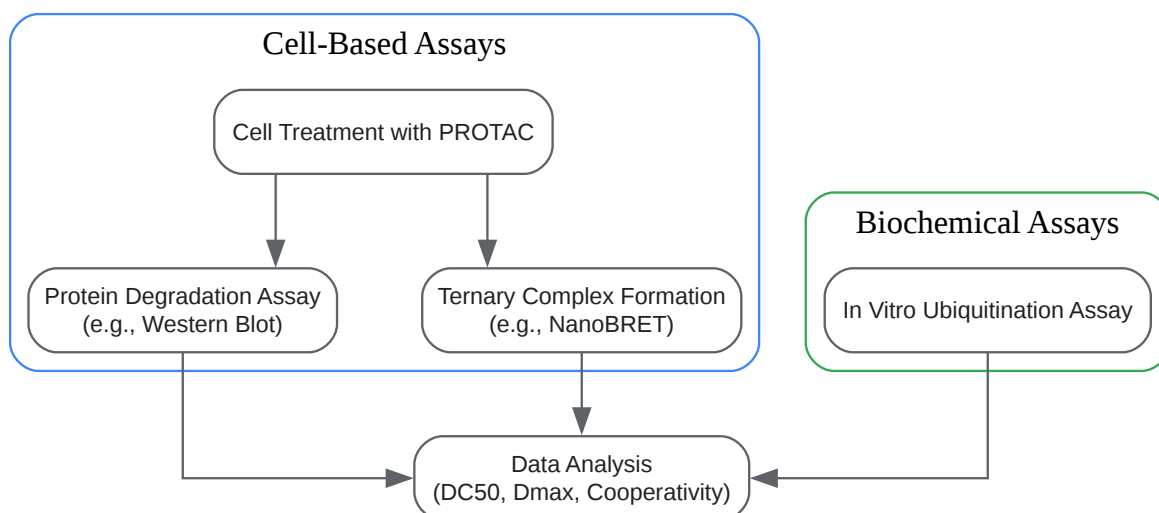 Cell-Based Assays
Cell Treatment with PROTAC
Biochemical Assays
Protein Degradation Assay
(e.g., Western Blot)
Ternary Complex Formation
(e.g., NanoBRET)
In Vitro Ubiquitination Assay
Data Analysis
(DC50, Dmax, Cooperativity)